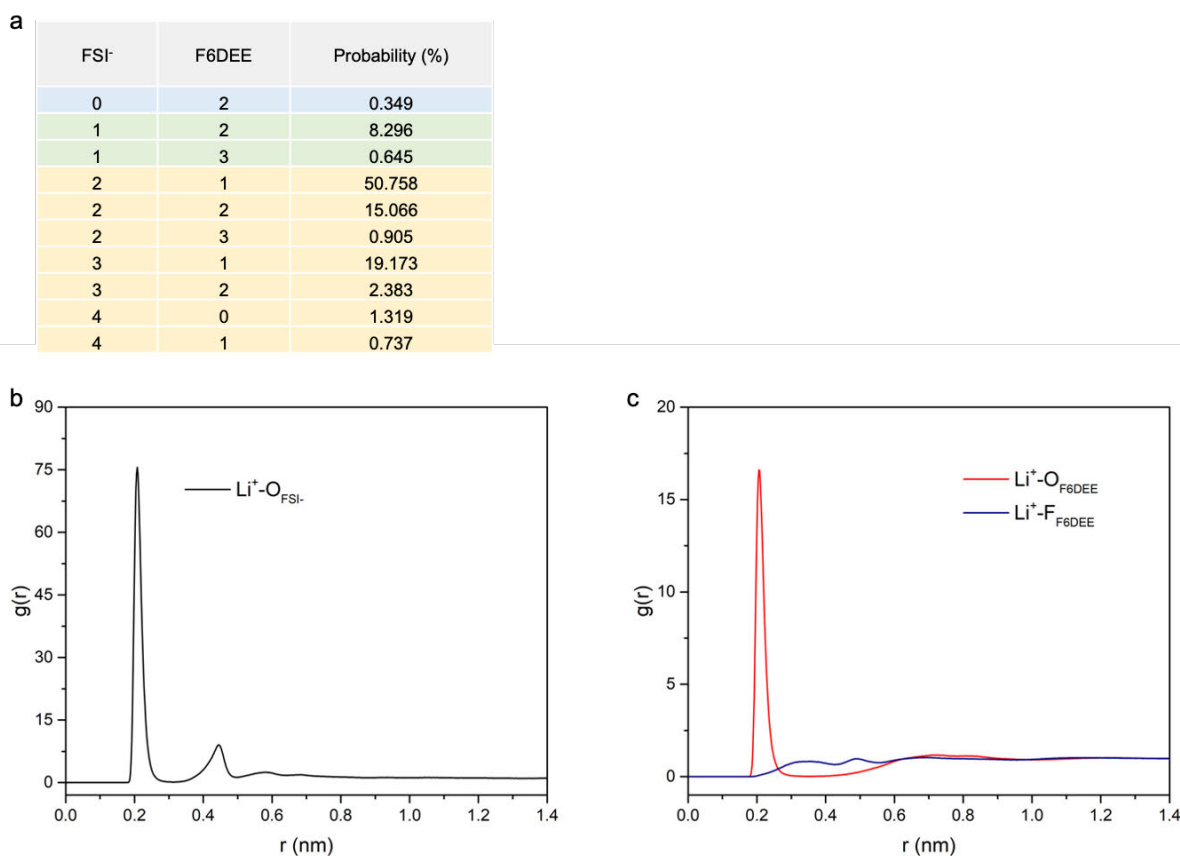 a
FSI- F6DEE Probability (%)
0 2 0.349
1 2 8.296
1 3 0.645
2 1 50.758
2 2 15.066
2 3 0.905
3 1 19.173
3 2 2.383
4 0 1.319
4 1 0.737
b
90
75
60
45
30
15
0
g(r)
Li+-OFSI-
0.0 0.2 0.4 0.6 0.8 1.0 1.2 1.4
r (nm)
c
20
15
10
5
0
g(r)
Li+-OF6DEE
Li+-FF6DEE
0.0 0.2 0.4 0.6 0.8 1.0 1.2 1.4
r (nm)